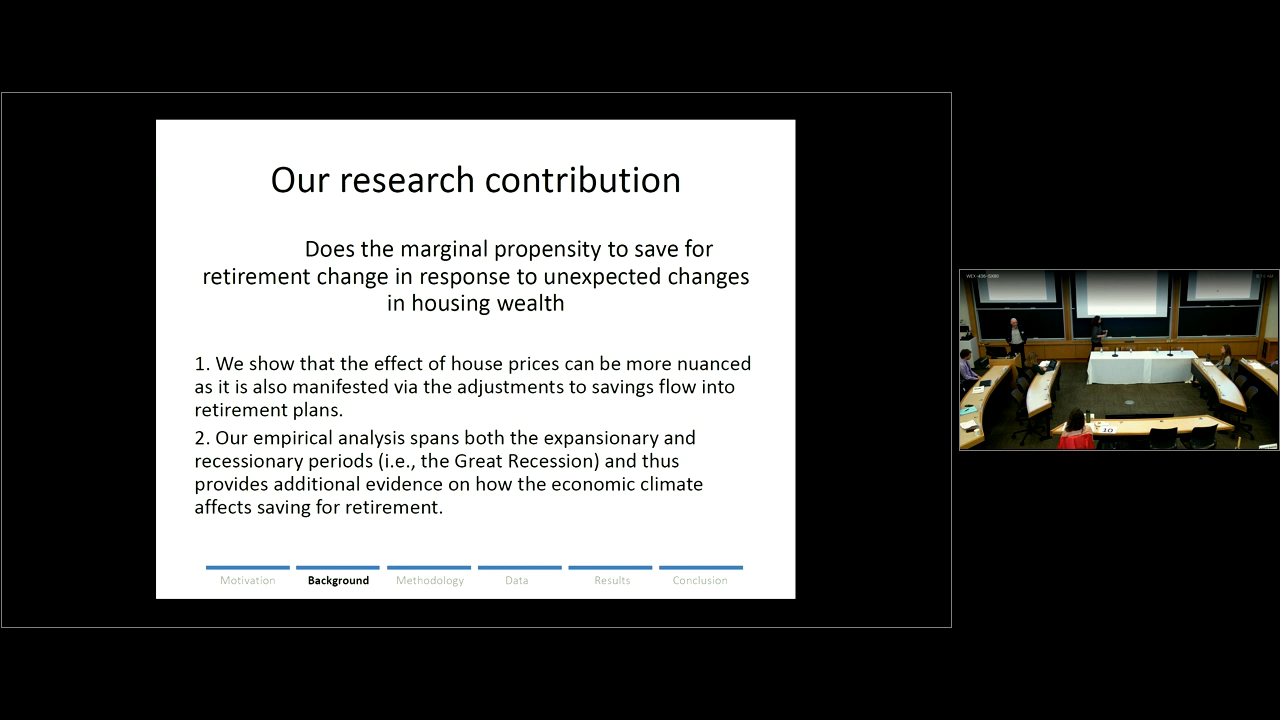 Our research contribution
Does the marginal propensity to save for
retirement change in response to unexpected changes
in housing wealth
1. We show that the effect of house prices can be more nuanced
as it is also manifested via the adjustments to savings flow into
retirement plans.
2. Our empirical analysis spans both the expansionary and
recessionary periods (i.e., the Great Recession) and thus
provides additional evidence on how the economic climate
affects saving for retirement.
Motivation
Background
Methodology
Data
Results
Conclusion
10